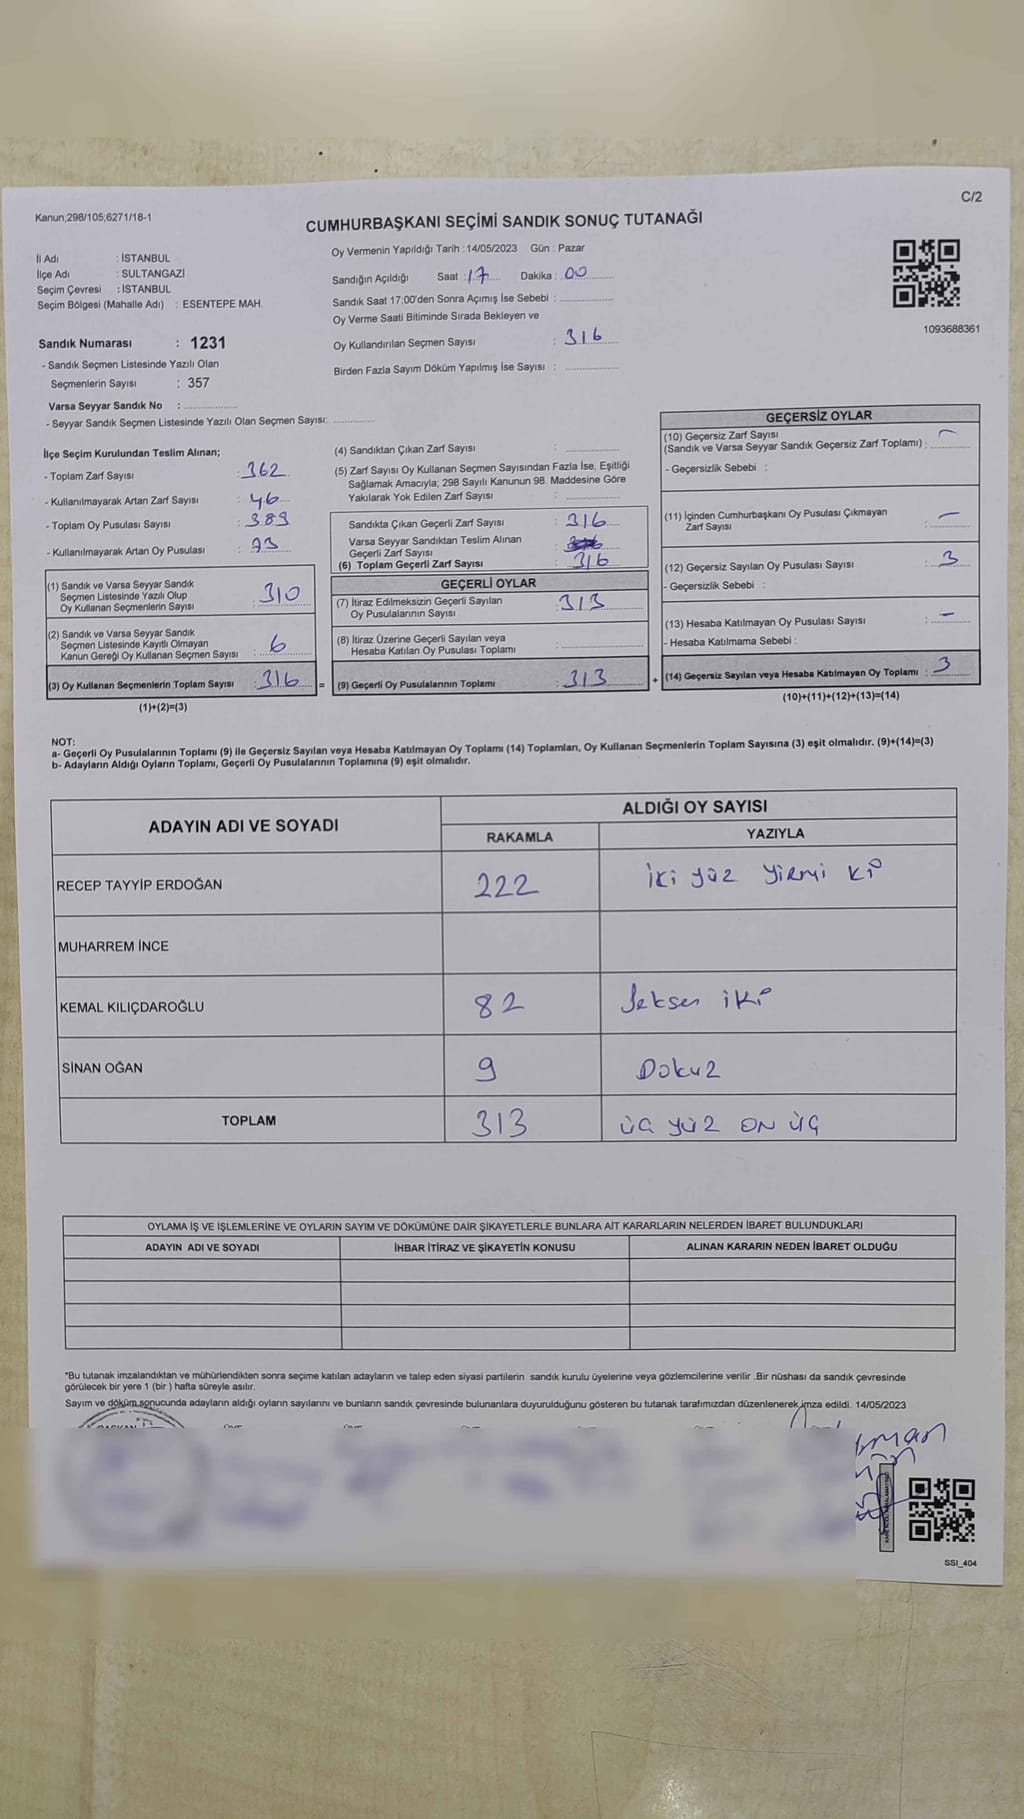 Kanun;298/105;6271/18-1
C/2
CUMHURBAŞKANI SEÇİMİ SANDIK SONUÇ TUTANAĞI
İl Adı : İSTANBUL
İlçe Adı : SULTANGAZİ
Seçim Çevresi : İSTANBUL
Seçim Bölgesi (Mahalle Adı) : ESENTEPE MAH.
Sandık Numarası : 1231
- Sandık Seçmen Listesinde Yazılı Olan
Seçmenlerin Sayısı : 357
Varsa Seyyar Sandık No :
- Seyyar Sandık Seçmen Listesinde Yazılı Olan Seçmen Sayısı:
Oy Vermenin Yapıldığı Tarih : 14/05/2023 Gün : Pazar
Sandığın Açıldığı Saat : 17 Dakika : 00
Sandık Saat 17:00'den Sonra Açımış İse Sebebi :
Oy Verme Saati Bitiminde Sırada Bekleyen ve
Oy Kullandırılan Seçmen Sayısı : 316
Birden Fazla Sayım Döküm Yapılmış İse Sayısı :
1093688361
İlçe Seçim Kurulundan Teslim Alınan;
- Toplam Zarf Sayısı : 362
- Kullanılmayarak Artan Zarf Sayısı : 46
- Toplam Oy Pusulası Sayısı : 389
- Kullanılmayarak Artan Oy Pusulası : 73
(1) Sandık ve Varsa Seyyar Sandık
Seçmen Listesinde Yazılı Olup
Oy Kullanan Seçmenlerin Sayısı : 310
(2) Sandık ve Varsa Seyyar Sandık
Seçmen Listesinde Kayıtlı Olmayan
Kanun Gereği Oy Kullanan Seçmen Sayısı : 6
(3) Oy Kullanan Seçmenlerin Toplam Sayısı : 316 =
(1)+(2)=(3)
(4) Sandıktan Çıkan Zarf Sayısı :
(5) Zarf Sayısı Oy Kullanan Seçmen Sayısından Fazla İse, Eşitliği
Sağlamak Amacıyla; 298 Sayılı Kanunun 98. Maddesine Göre
Yakılarak Yok Edilen Zarf Sayısı :
Sandıkta Çıkan Geçerli Zarf Sayısı : 316
Varsa Seyyar Sandıktan Teslim Alınan
Geçerli Zarf Sayısı :
(6) Toplam Geçerli Zarf Sayısı : 316
GEÇERLİ OYLAR
(7) İtiraz Edilmeksizin Geçerli Sayılan
Oy Pusulalarının Sayısı : 313
(8) İtiraz Üzerine Geçerli Sayılan veya
Hesaba Katılan Oy Pusulası Toplamı :
(9) Geçerli Oy Pusulalarının Toplamı : 313 +
GEÇERSİZ OYLAR
(10) Geçersiz Zarf Sayısı
(Sandık ve Varsa Seyyar Sandık Geçersiz Zarf Toplamı) : –
- Geçersizlik Sebebi :
(11) İçinden Cumhurbaşkanı Oy Pusulası Çıkmayan
Zarf Sayısı : –
(12) Geçersiz Sayılan Oy Pusulası Sayısı : 3
- Geçersizlik Sebebi :
(13) Hesaba Katılmayan Oy Pusulası Sayısı : –
- Hesaba Katılmama Sebebi :
(14) Geçersiz Sayılan veya Hesaba Katılmayan Oy Toplamı : 3
(10)+(11)+(12)+(13)=(14)
NOT:
a- Geçerli Oy Pusulalarının Toplamı (9) ile Geçersiz Sayılan veya Hesaba Katılmayan Oy Toplamı (14) Toplamları, Oy Kullanan Seçmenlerin Toplam Sayısına (3) eşit olmalıdır. (9)+(14)=(3)
b- Adayların Aldığı Oyların Toplamı, Geçerli Oy Pusulalarının Toplamına (9) eşit olmalıdır.
ADAYIN ADI VE SOYADI ALDIĞI OY SAYISI
RAKAMLA YAZIYLA
RECEP TAYYİP ERDOĞAN 222 iki yüz yirmi ki
MUHARREM İNCE
KEMAL KILIÇDAROĞLU 82 Seksen iki
SİNAN OĞAN 9 Dokuz
TOPLAM 313 üç yüz on üç
OYLAMA İŞ VE İŞLEMLERİNE VE OYLARIN SAYIM VE DÖKÜMÜNE DAİR ŞİKAYETLERLE BUNLARA AİT KARARLARIN NELERDEN İBARET BULUNDUKLARI
ADAYIN ADI VE SOYADI İHBAR İTİRAZ VE ŞİKAYETİN KONUSU ALINAN KARARIN NEDEN İBARET OLDUĞU
*Bu tutanak imzalandıktan ve mühürlendikten sonra seçime katılan adayların ve talep eden siyasi partilerin sandık kurulu üyelerine veya gözlemcilerine verilir .Bir nüshası da sandık çevresinde
görülecek bir yere 1 (bir ) hafta süreyle asılır.
Sayım ve döküm sonucunda adayların aldığı oyların sayılarını ve bunların sandık çevresinde bulunanlara duyurulduğunu gösteren bu tutanak tarafımızdan düzenlenerek imza edildi. 14/05/2023
SSI_404